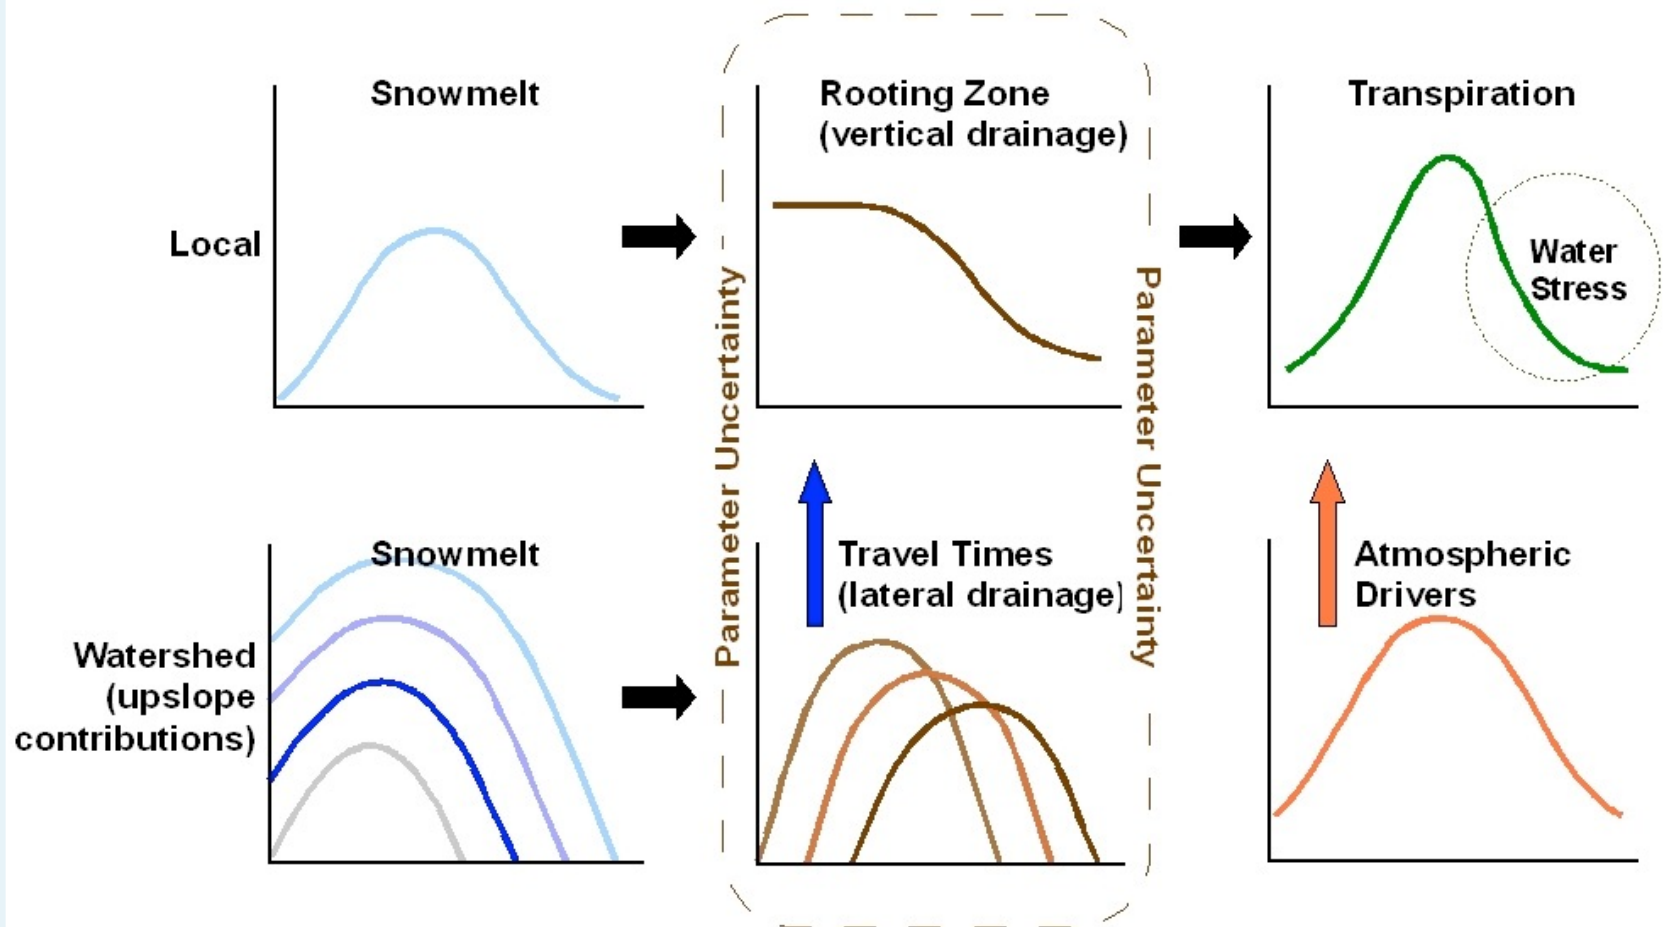 Snowmelt
Rooting Zone
(vertical drainage)
Transpiration
Local
Water
Stress
Parameter Uncertainty
Parameter Uncertainty
Snowmelt
Travel Times
(lateral drainage)
Atmospheric
Drivers
Watershed
(upslope
contributions)